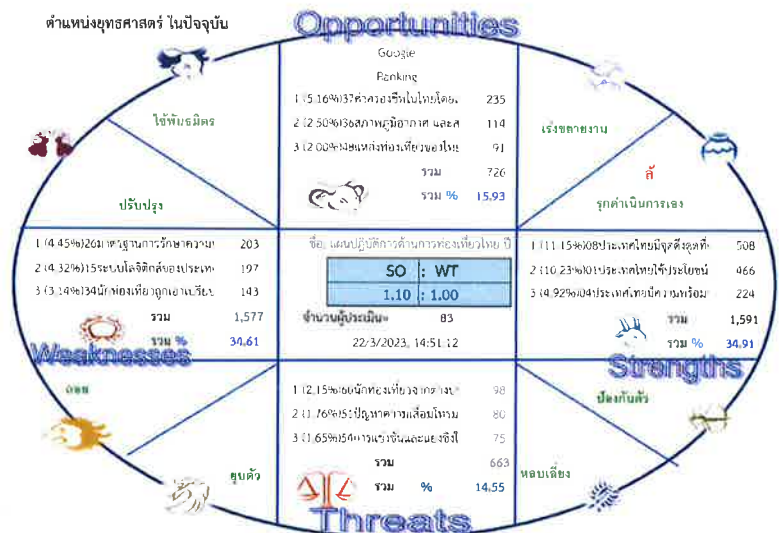 ตำแหน่งยุทธศาสตร์ ในปัจจุบัน
Opportunities
Google
Ranking
1 (5.16%)37ค่าครองชีพในไทยโดย 235
2 (2.50%)36สภาพภูมิอากาศ และส 114
3 (2.00%)48แหล่งท่องเที่ยวของไทย 91
รวม 726
รวม % 15.93
ใช้พันธมิตร
ปรับปรุง
เร่งขยายงาน
ล้
รุกดำเนินการเอง
1 (4.45%)26มาตรฐานการรักษาความ 203
2 (4.32%)15ระบบโลจิติกส์ของประเท 197
3 (3.14%)34นักท่องเที่ยวถูกเอาเปรียบ 143
รวม 1,577
รวม % 34.61
Weaknesses
ชื่อ: แผนปฏิบัติการด้านการท่องเที่ยวไทย ปี
SO : WT
1.10 : 1.00
จำนวนผู้ประเมิน= 83
22/3/2023, 14:51:12
1 (11.15%)08ประเทศไทยมีจุดดึงดูดที่ 508
2 (10.23%)01ประเทศไทยใช้ประโยชน์ 466
3 (4.92%)04ประเทศไทยมีความพร้อม 224
รวม 1,591
รวม % 34.91
Strengths
ถอย
หุบตัว
1 (2.15%)60นักท่องเที่ยวจากต่างป 98
2 (1.76%)51ปัญหาความเสื่อมโทรม 80
3 (1.65%)54การแข่งขันและแย่งชิงใ 75
รวม 663
รวม % 14.55
ป้องกันตัว
หลบเลี่ยง
Threats